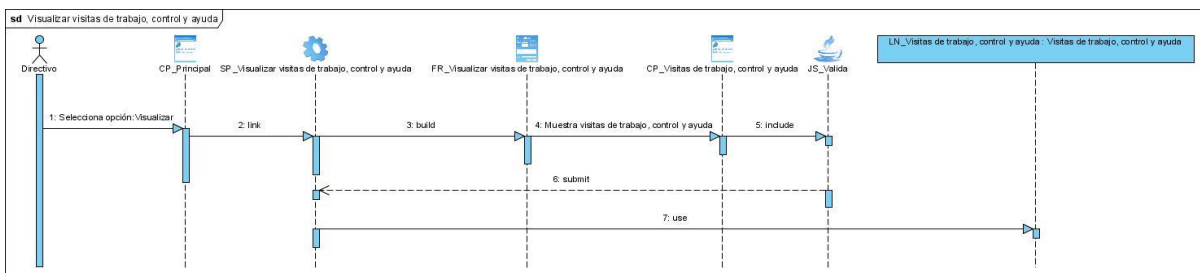 sd Visualizar visitas de trabajo, control y ayuda
LN_Visitas de trabajo, control y ayuda : Visitas de trabajo, control y ayuda
Directivo
CP_Principal
SP_Visualizar visitas de trabajo, control y ayuda
FR_Visualizar visitas de trabajo, control y ayuda
CP_Visitas de trabajo, control y ayuda
JS_Valida
1: Selecciona opción:Visualizar
2: link
3: build
4: Muestra visitas de trabajo, control y ayuda
5: include
6: submit
7: use